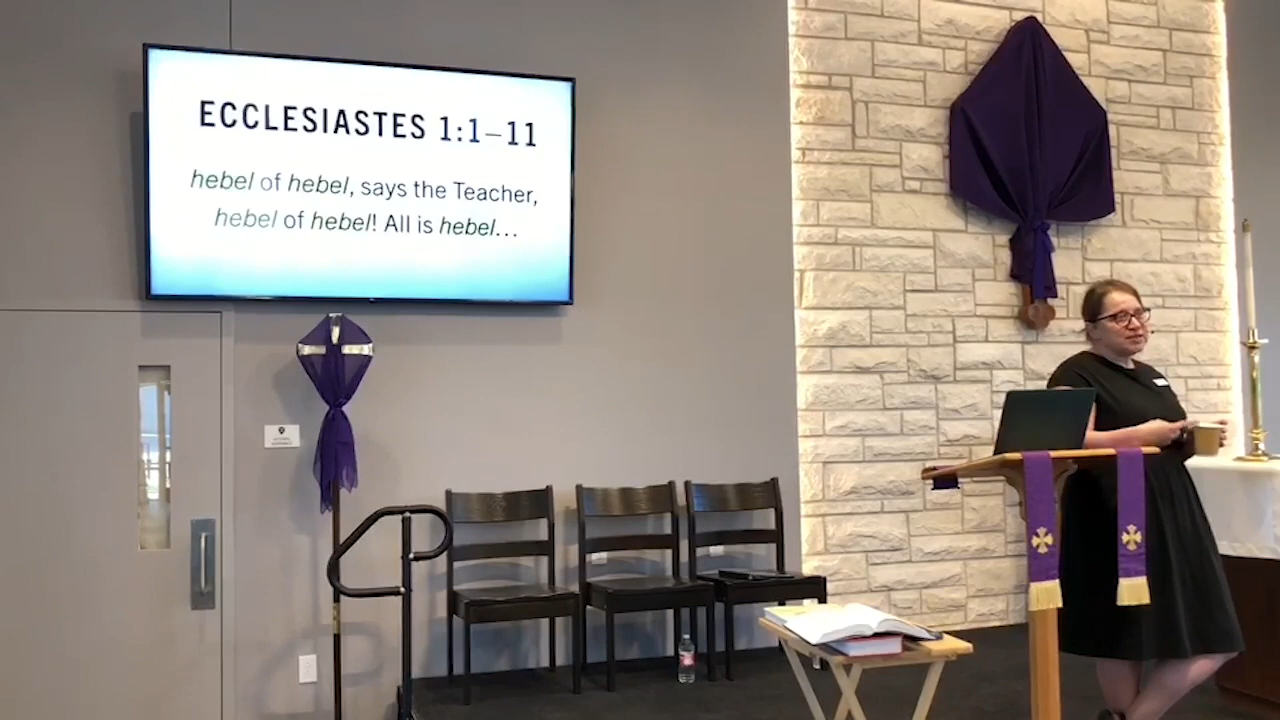 ECCLESIASTES 1:1–11
hebel of hebel, says the Teacher,
hebel of hebel! All is hebel...